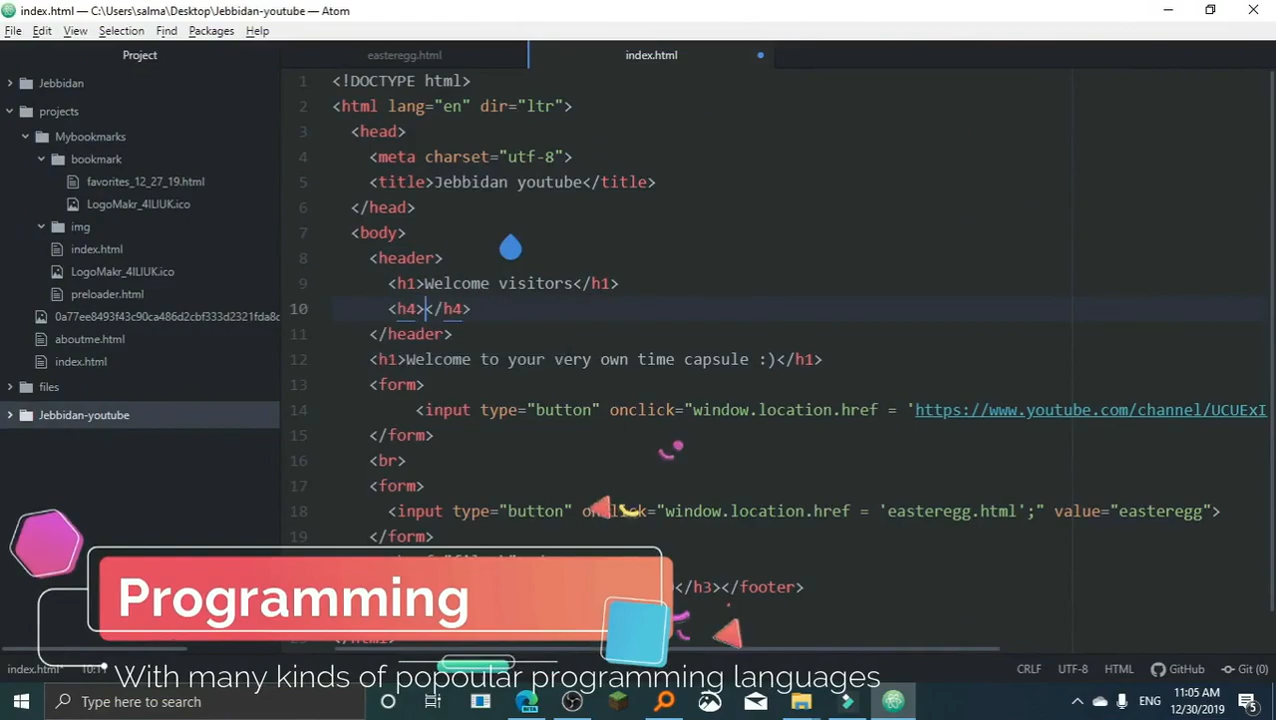 index.html — C:\Users\salma\Desktop\Jebbidan-youtube — Atom
File Edit View Selection Find Packages Help
Project
easteregg.html
index.html
Jebbidan
projects
Mybookmarks
bookmark
favorites_12_27_19.html
LogoMakr_4ILIUK.ico
img
index.html
LogoMakr_4ILIUK.ico
preloader.html
0a77ee8493f43c90ca486d2cbf333d2321fda8c
aboutme.html
index.html
files
Jebbidan-youtube
1 <!DOCTYPE html>
2 <html lang="en" dir="ltr">
3 <head>
4 <meta charset="utf-8">
5 <title>Jebbidan youtube</title>
6 </head>
7 <body>
8 <header>
9 <h1>Welcome visitors</h1>
10 <h4></h4>
11 </header>
12 <h1>Welcome to your very own time capsule :)</h1>
13 <form>
14 <input type="button" onclick="window.location.href = 'https://www.youtube.com/channel/UCUExI
15 </form>
16 <br>
17 <form>
18 <input type="button" onclick="window.location.href = 'easteregg.html';" value="easteregg">
19 </form>
</h3></footer>
Programming
With many kinds of popoular programming languages
index.html
CRLF UTF-8 HTML GitHub Git (0)
Type here to search
ENG
11:05 AM
12/30/2019
5